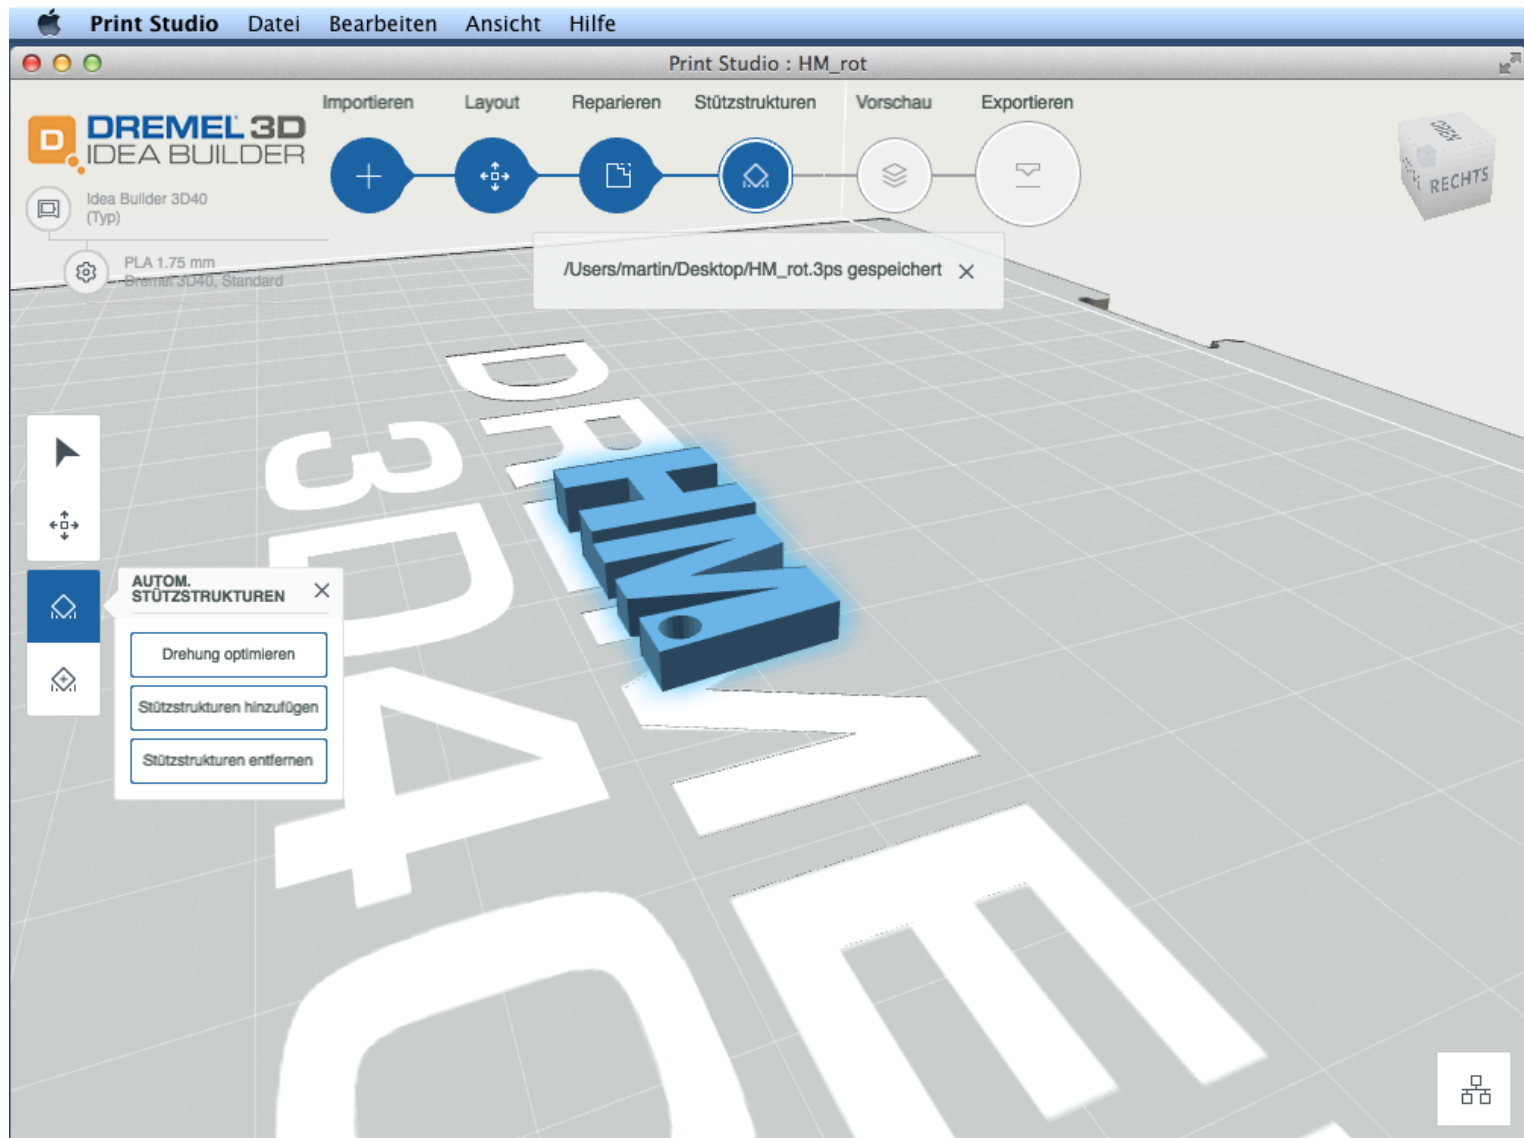 Print Studio Datei Bearbeiten Ansicht Hilfe
Print Studio : HM_rot
Importieren Layout Reparieren Stützstrukturen Vorschau Exportieren
DREMEL 3D
IDEA BUILDER
Idea Builder 3D40
(Typ)
PLA 1.75 mm
Dremel 3D40, Standard
/Users/martin/Desktop/HM_rot.3ps gespeichert
OBEN
RECHTS
AUTOM.
STÜTZSTRUKTUREN
Drehung optimieren
Stützstrukturen hinzufügen
Stützstrukturen entfernen
HM
3D40